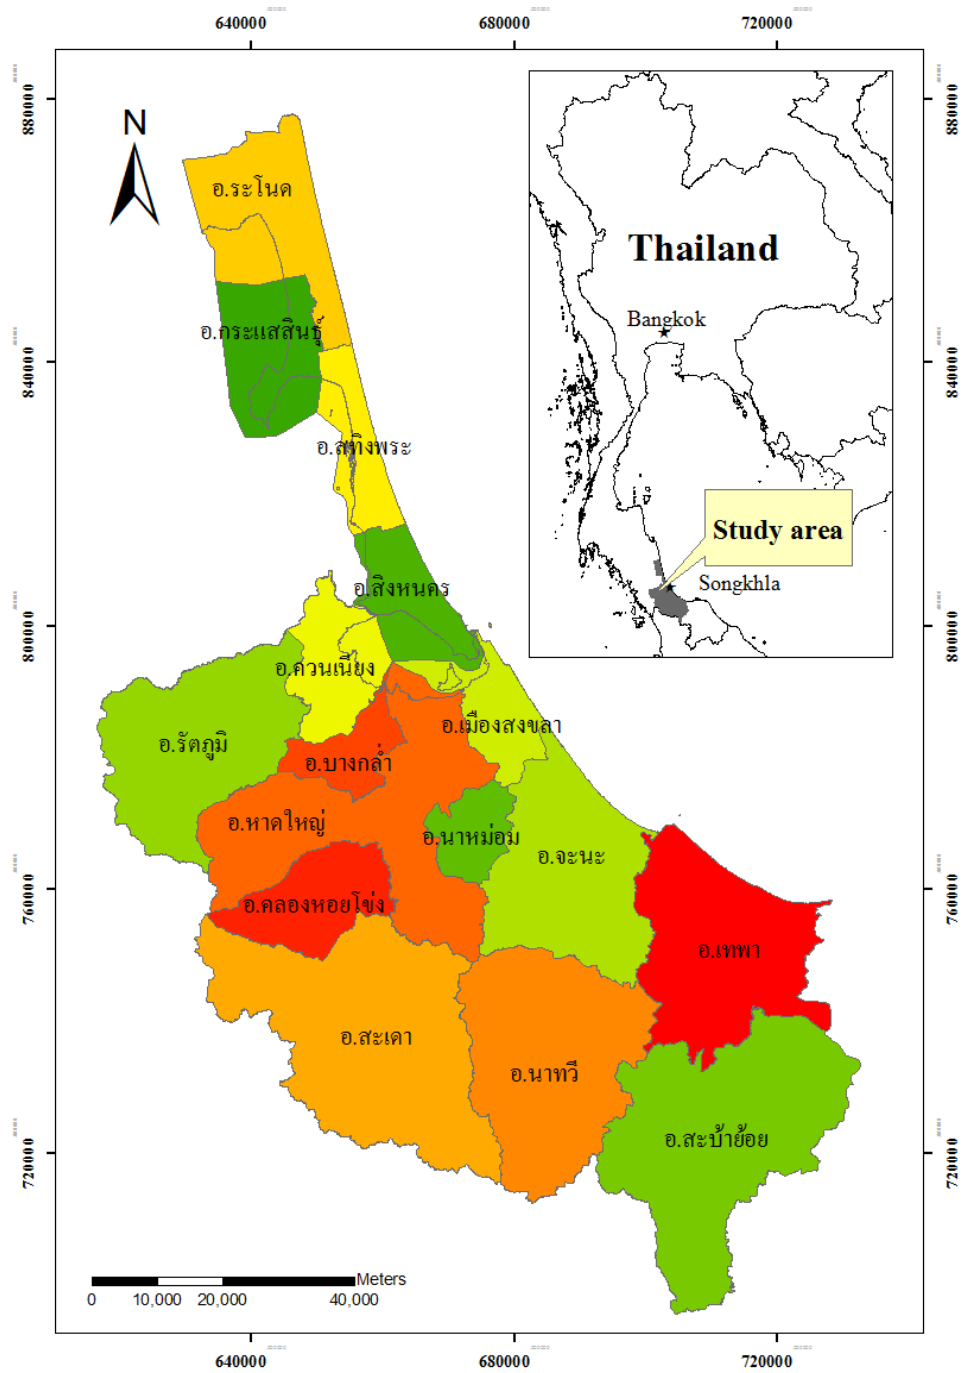 640000
680000
720000
880000
880000
N
อ.ระโนด
Thailand
Bangkok
อ.กระแสสินธุ์
840000
840000
อ.สทิงพระ
Study area
Songkhla
อ.สิงหนคร
800000
800000
อ.ควนเนียง
อ.เมืองสงขลา
อ.รัตภูมิ
อ.บางกล่ำ
อ.หาดใหญ่
อ.นาหม่อม
อ.จะนะ
760000
760000
อ.คลองหอยโข่ง
อ.เทพา
อ.สะเดา
อ.นาทวี
อ.สะบ้าย้อย
720000
720000
Meters
0 10,000 20,000 40,000
640000
680000
720000